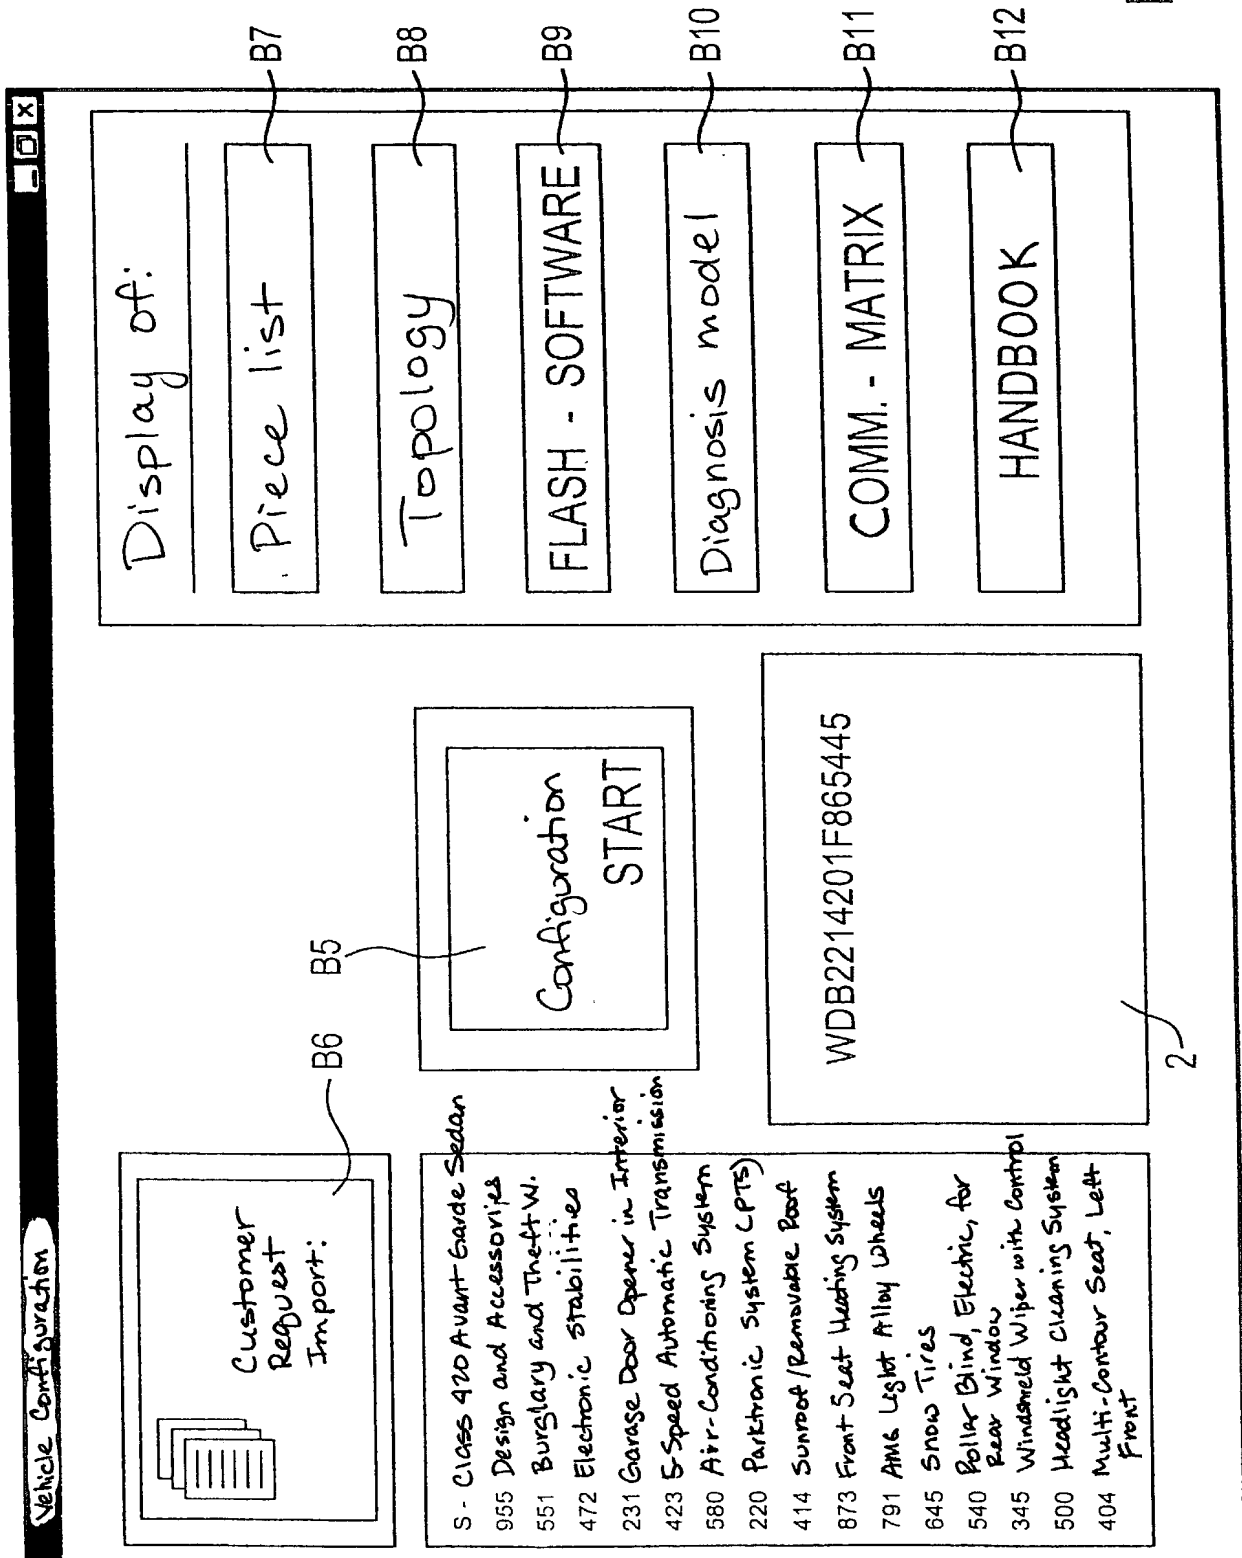 Vehicle Configuration
Customer
Request
Import:
B6
S - Class 420 Avant Garde Sedan
955 Design and Accessories
551 Burglary and Theft W.
472 Electronic Stabilities
231 Garage Door Opener in Interior
423 5-Speed Automatic Transmission
580 Air-Conditioning System
220 Parktronic System (PTS)
414 Sunroof/Removable Roof
873 Front Seat Heating System
791 AMG Light Alloy Wheels
645 Snow Tires
540 Rollar Blind, Electric, for
Rear Window
345 Windshield Wiper with Control
500 Headlight Cleaning System
404 Multi-Contour Seat, Left
Front
B5
Configuration
START
WDB2214201F865445
2
Display of:
Piece list
B7
Topology
B8
FLASH - SOFTWARE
B9
Diagnosis model
B10
COMM. - MATRIX
B11
HANDBOOK
B12